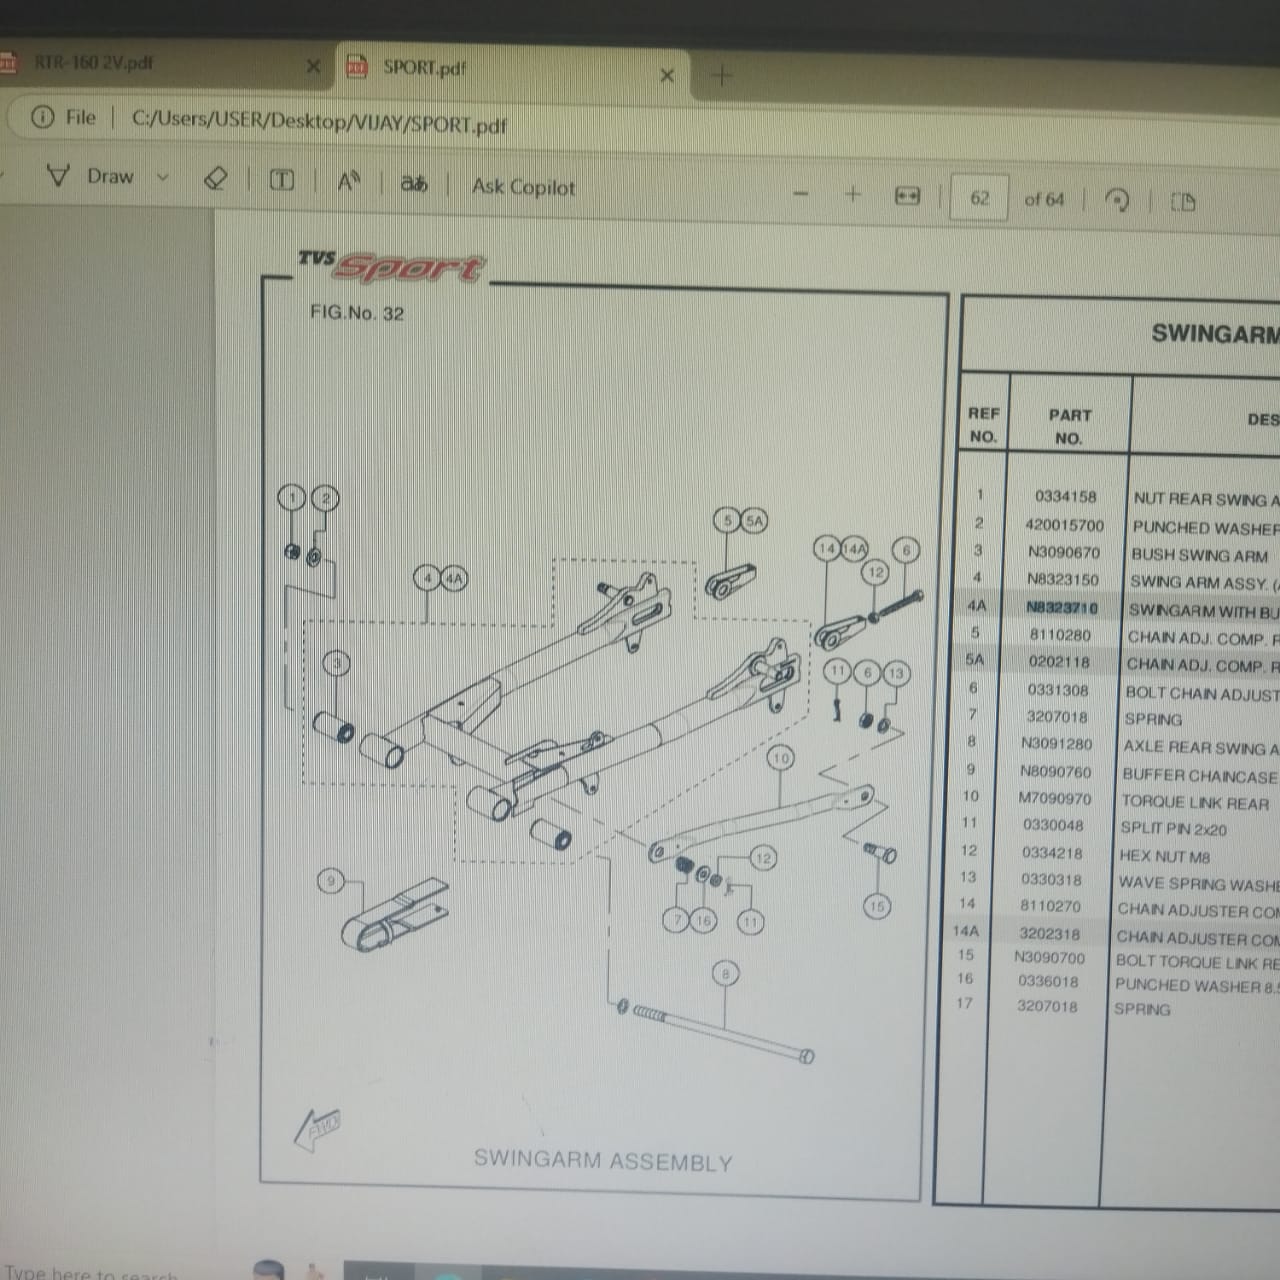 RTR-160 2V.pdf
SPORT.pdf
File
C:/Users/USER/Desktop/VIJAY/SPORT.pdf
Draw
Ask Copilot
62 of 64
TVS Sport
FIG.No. 32
1 2
5 5A
14 14A 6
12
4 4A
3
11 6 13
10
9
12
7 16 11
15
8
FWD
SWINGARM ASSEMBLY
SWINGARM
REF NO.
PART NO.
DES
1 0334158 NUT REAR SWING A
2 420015700 PUNCHED WASHER
3 N3090670 BUSH SWING ARM
4 N8323150 SWING ARM ASSY. (
4A N8323710 SWINGARM WITH BU
5 8110280 CHAIN ADJ. COMP. R
5A 0202118 CHAIN ADJ. COMP. R
6 0331308 BOLT CHAIN ADJUST
7 3207018 SPRING
8 N3091280 AXLE REAR SWING A
9 N8090760 BUFFER CHAINCASE
10 M7090970 TORQUE LINK REAR
11 0330048 SPLIT PIN 2x20
12 0334218 HEX NUT M8
13 0330318 WAVE SPRING WASHE
14 8110270 CHAIN ADJUSTER COM
14A 3202318 CHAIN ADJUSTER COM
15 N3090700 BOLT TORQUE LINK RE
16 0336018 PUNCHED WASHER 8.5
17 3207018 SPRING
Type here to search